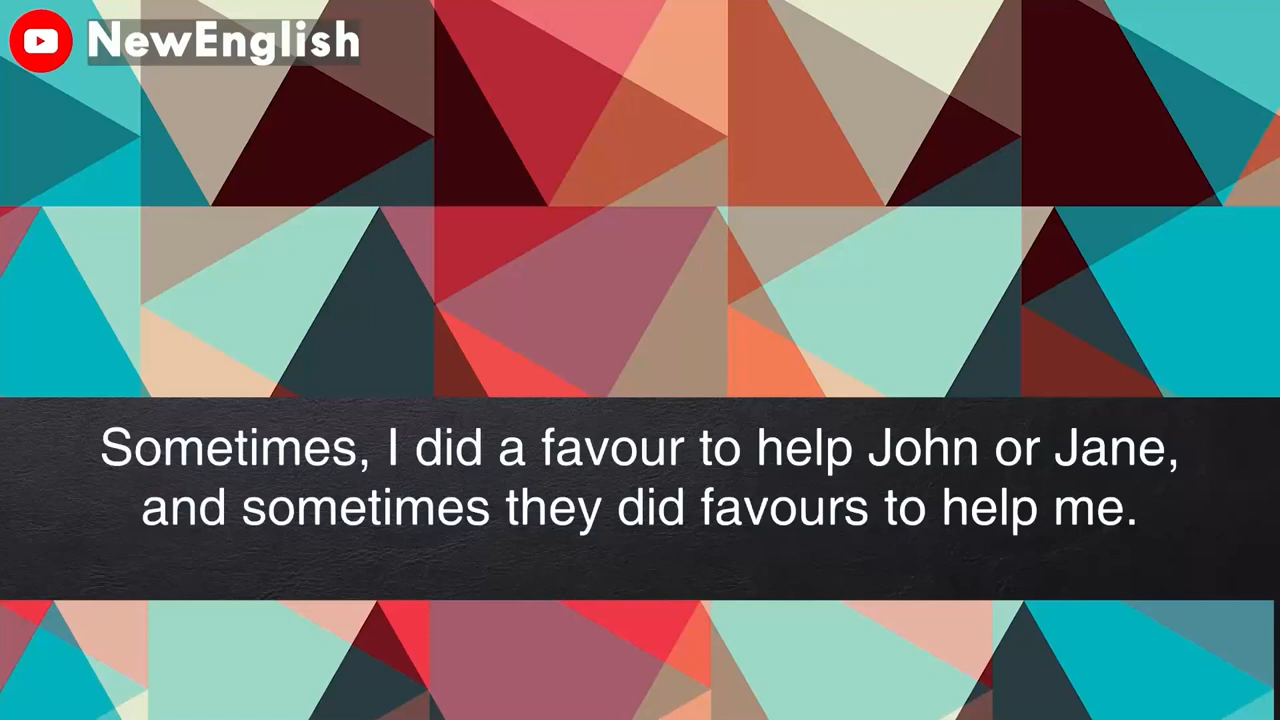 NewEnglish
Sometimes, I did a favour to help John or Jane,
and sometimes they did favours to help me.